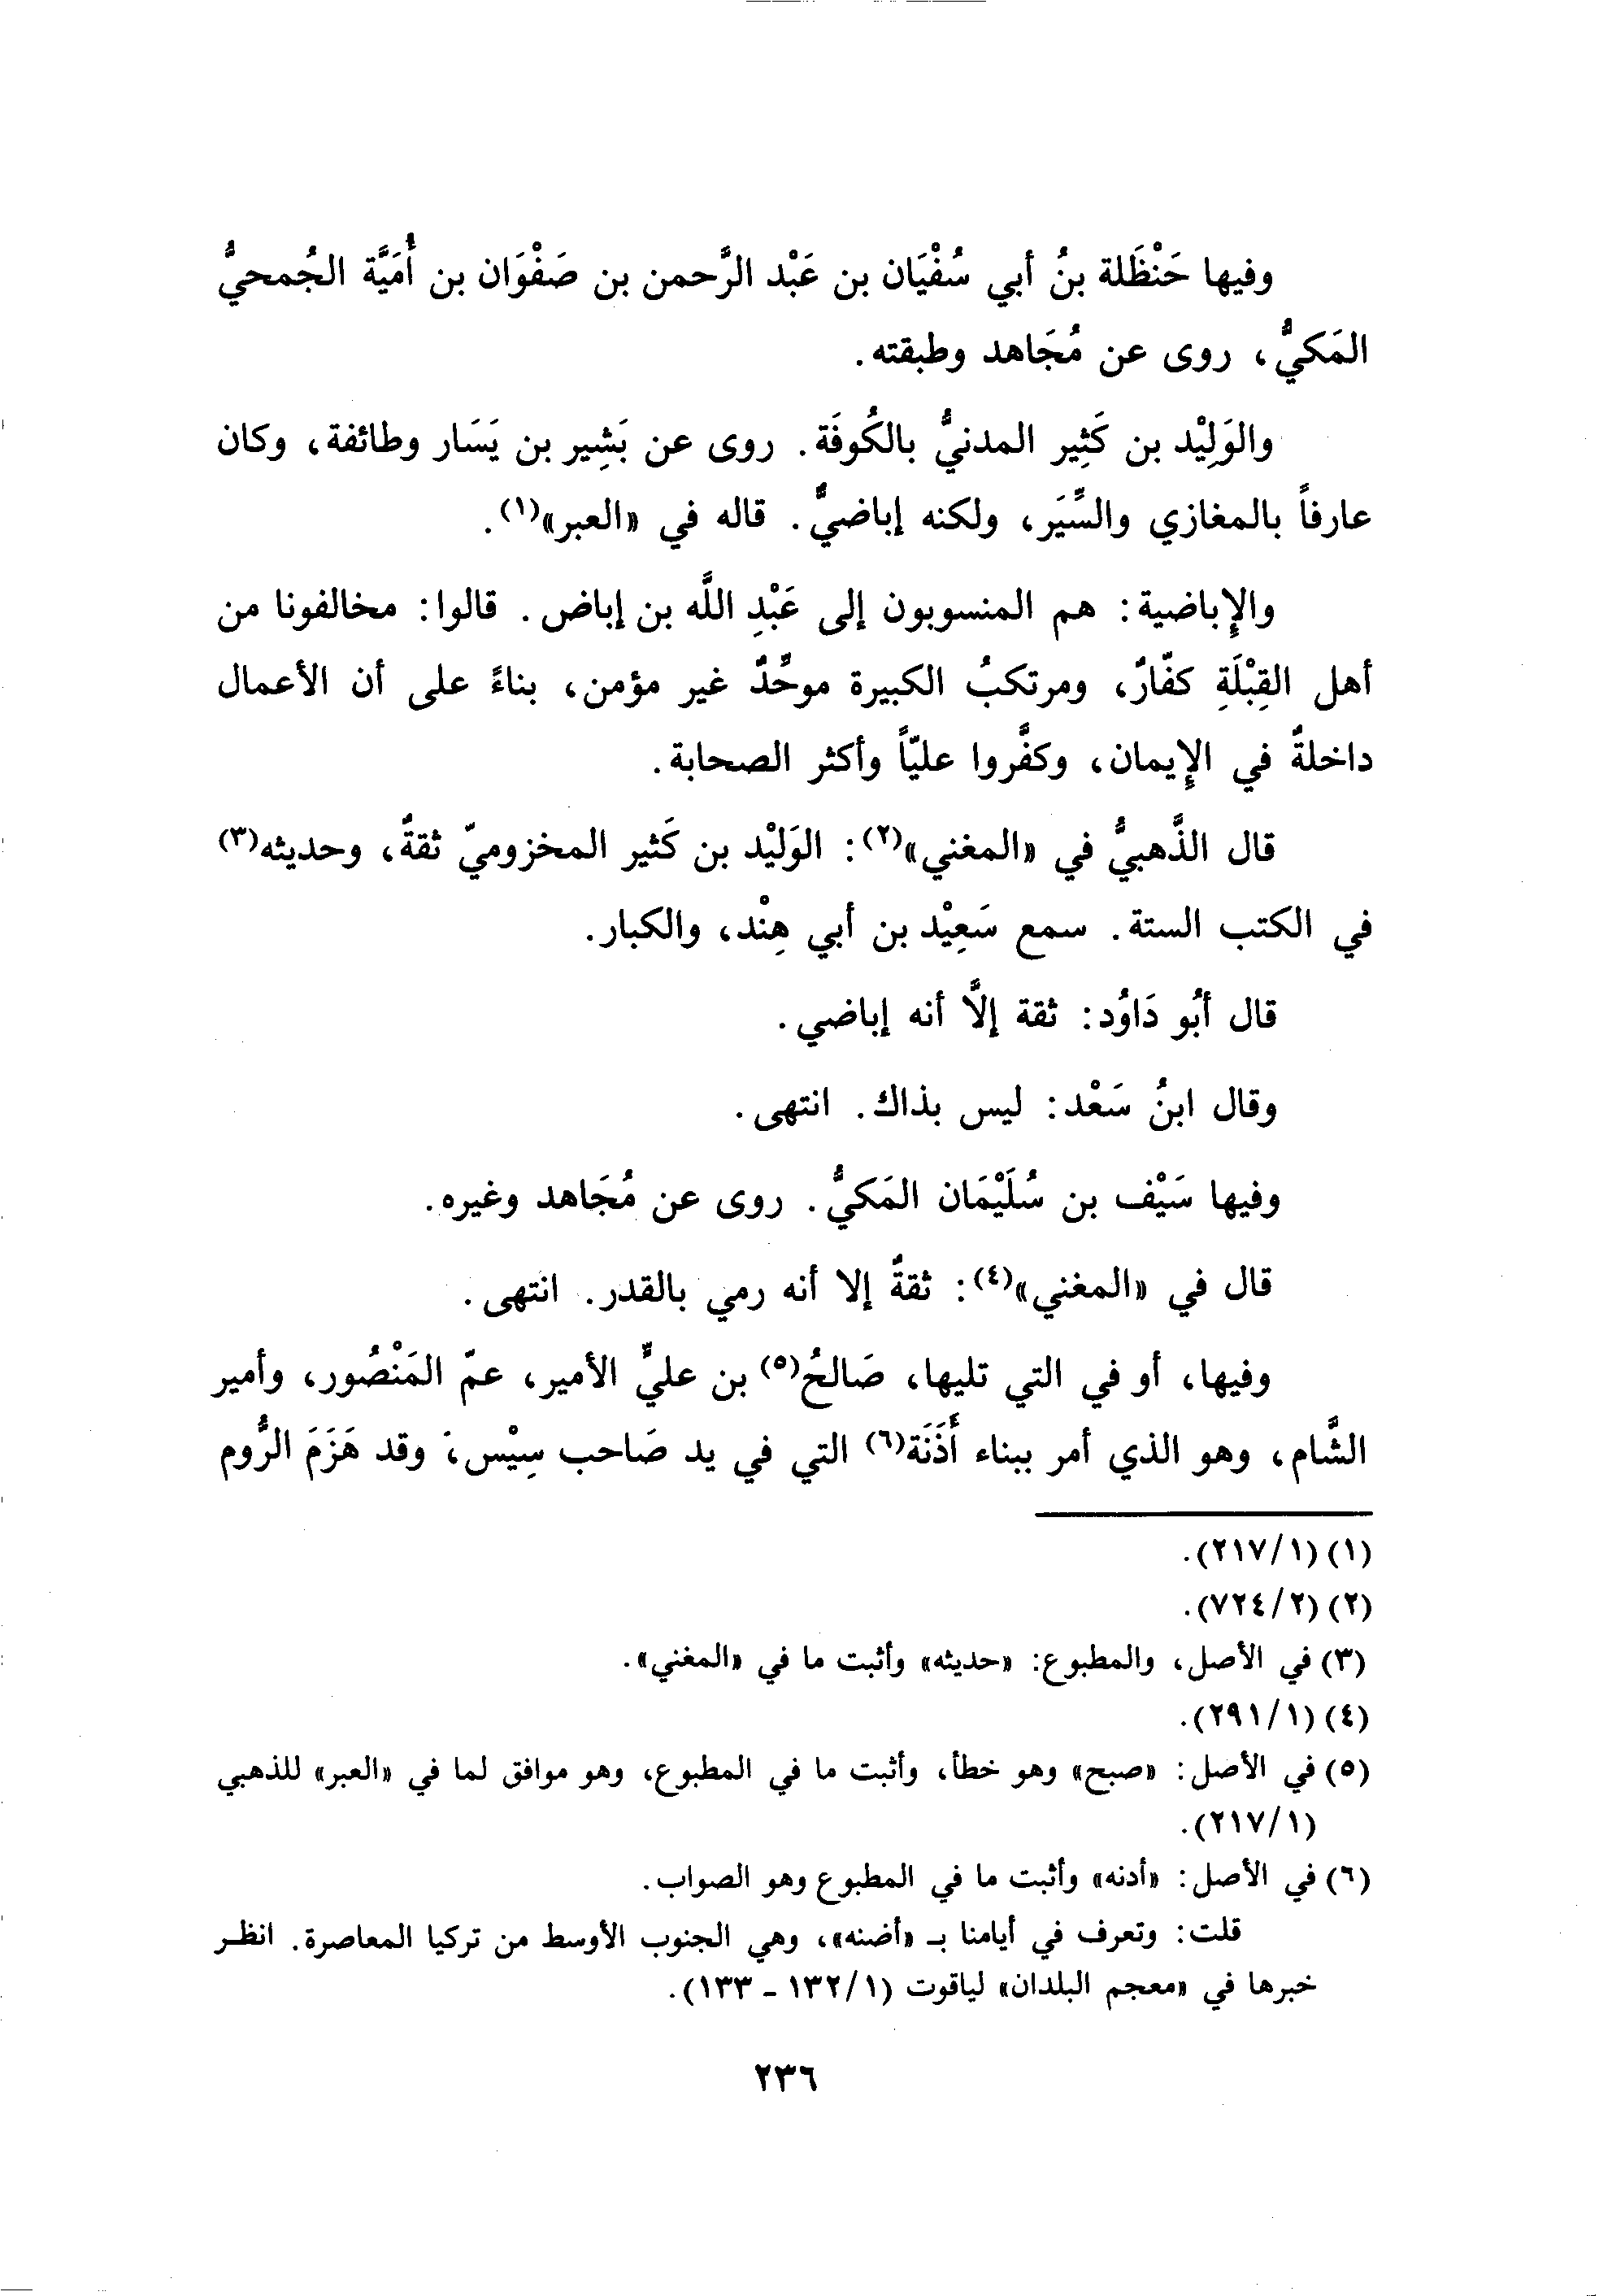 وفيها حَنْظَلة بنُ أبي سُفْيَان بن عَبْد الرَّحمن بن صَفْوَان بن أُمَيَّة الجُمحيُّ
المَكيُّ، روى عن مُجَاهد وطبقته.
والوَلِيْد بن كَثِير المدنيُّ بالكُوفَة. روى عن بَشِير بن يَسَار وطائفة، وكان
عارفاً بالمغازي والسِّيَر، ولكنه إباضيٌّ. قاله في «العبر»(١).
والإِباضية: هم المنسوبون إلى عَبْدِ اللَّه بن إباض. قالوا: مخالفونا من
أهل القِبْلَةِ كفّارٌ، ومرتكبُ الكبيرة موحِّدٌ غير مؤمن، بناءً على أن الأعمال
داخلةٌ في الإِيمان، وكفَّروا عليّاً وأكثر الصحابة.
قال الذَّهبيُّ في «المغني»(٢): الوَلِيْد بن كَثير المخزوميّ ثقةٌ، وحديثه(٣)
في الكتب الستة. سمع سَعِيْد بن أبي هِنْد، والكبار.
قال أبُو دَاوُد: ثقة إلَّا أنه إباضي.
وقال ابنُ سَعْد: ليس بذاك. انتهى.
وفيها سَيْف بن سُلَيْمَان المَكيُّ. روى عن مُجَاهد وغيره.
قال في «المغني»(٤): ثقةٌ إلا أنه رمي بالقدر. انتهى.
وفيها، أو في التي تليها، صَالحُ(٥) بن عليٍّ الأمير، عمّ المَنْصُور، وأمير
الشَّام، وهو الذي أمر ببناء أَذَنَة(٦) التي في يد صَاحب سِيْس، وقد هَزَمَ الرُّوم
(١) (٢١٧/١).
(٢) (٧٢٤/٢).
(٣) في الأصل، والمطبوع: «حديثه» وأثبت ما في «المغني».
(٤) (٢٩١/١).
(٥) في الأصل: «صبح» وهو خطأ، وأثبت ما في المطبوع، وهو موافق لما في «العبر» للذهبي
(٢١٧/١).
(٦) في الأصل: «أدنه» وأثبت ما في المطبوع وهو الصواب.
قلت: وتعرف في أيامنا بـ «أضنه»، وهي الجنوب الأوسط من تركيا المعاصرة. انظر
خبرها في «معجم البلدان» لياقوت (١٣٢/١ - ١٣٣).
٢٣٦